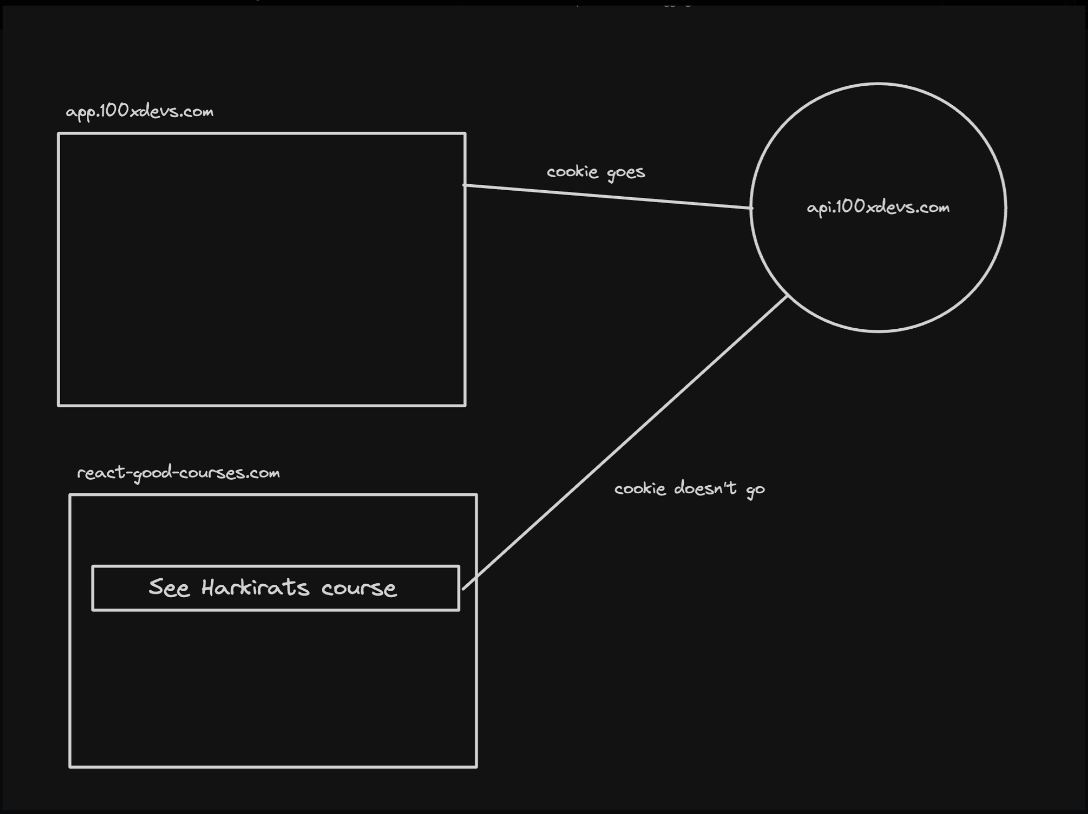 app.100xdevs.com
cookie goes
api.100xdevs.com
react-good-courses.com
cookie doesn't go
See Harkirats course